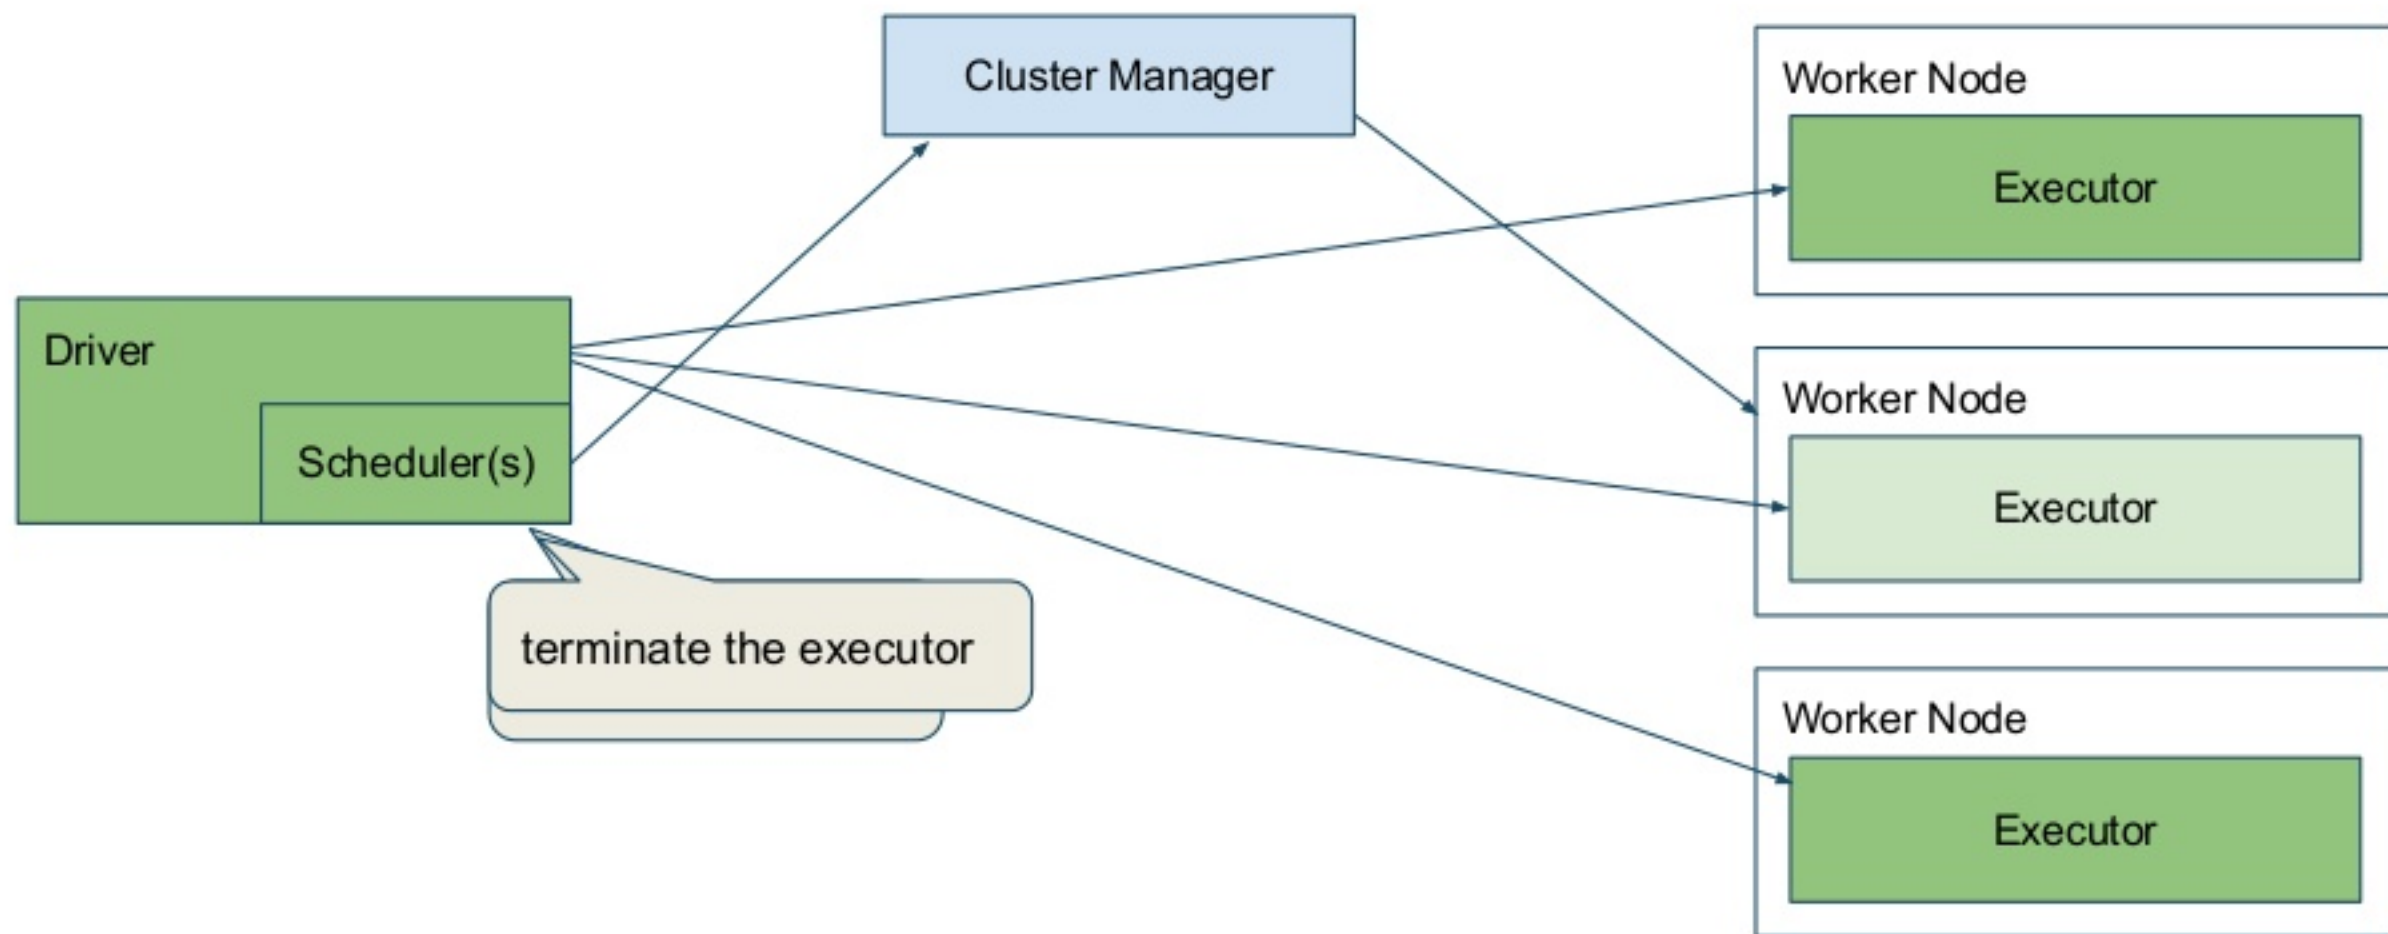 Cluster Manager
Worker Node
Executor
Driver
Scheduler(s)
Worker Node
Executor
terminate the executor
Worker Node
Executor